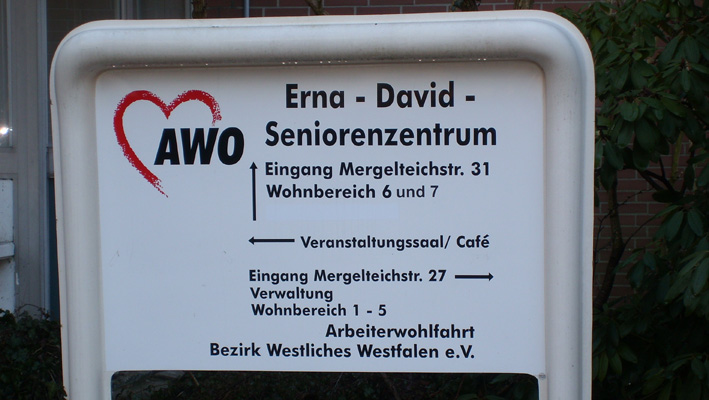 AWO
Erna - David -
Seniorenzentrum
Eingang Mergelteichstr. 31
Wohnbereich 6 und 7
Veranstaltungssaal/ Café
Eingang Mergelteichstr. 27
Verwaltung
Wohnbereich 1 - 5
Arbeiterwohlfahrt
Bezirk Westliches Westfalen e.V.